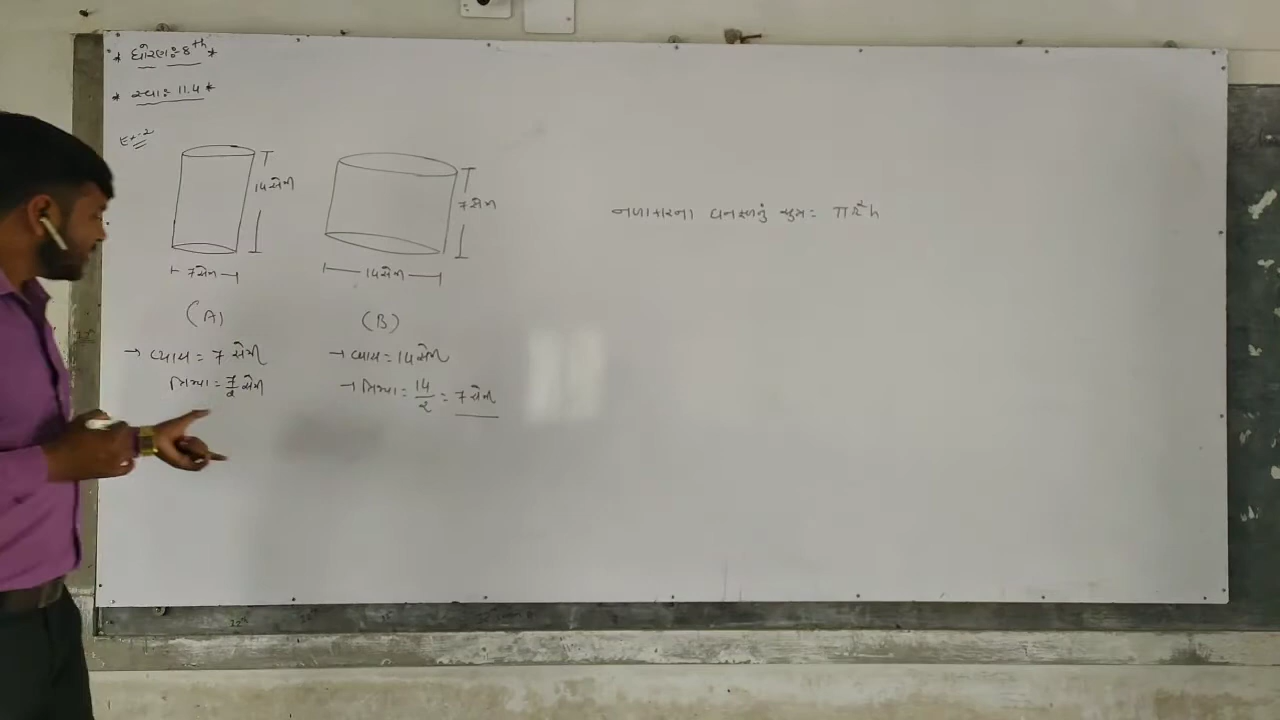 * ધોરણઃ 8th *
* સ્વાઃ 11.4 *
Ex-2
14 સેમી
7 સેમી
7 સેમી
14 સેમી
(A)
(B)
→ વ્યાસ = 7 સેમી
ત્રિજ્યા = 7/2 સેમી
→ વ્યાસ = 14 સેમી
→ ત્રિજ્યા = 14/2 = 7 સેમી
નળાકારના ઘનફળનું સૂત્ર = πr²h